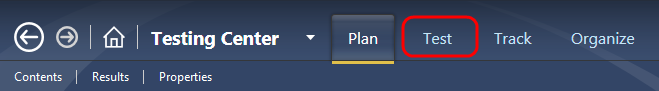 Testing Center Plan Test Track Organize
Contents Results Properties